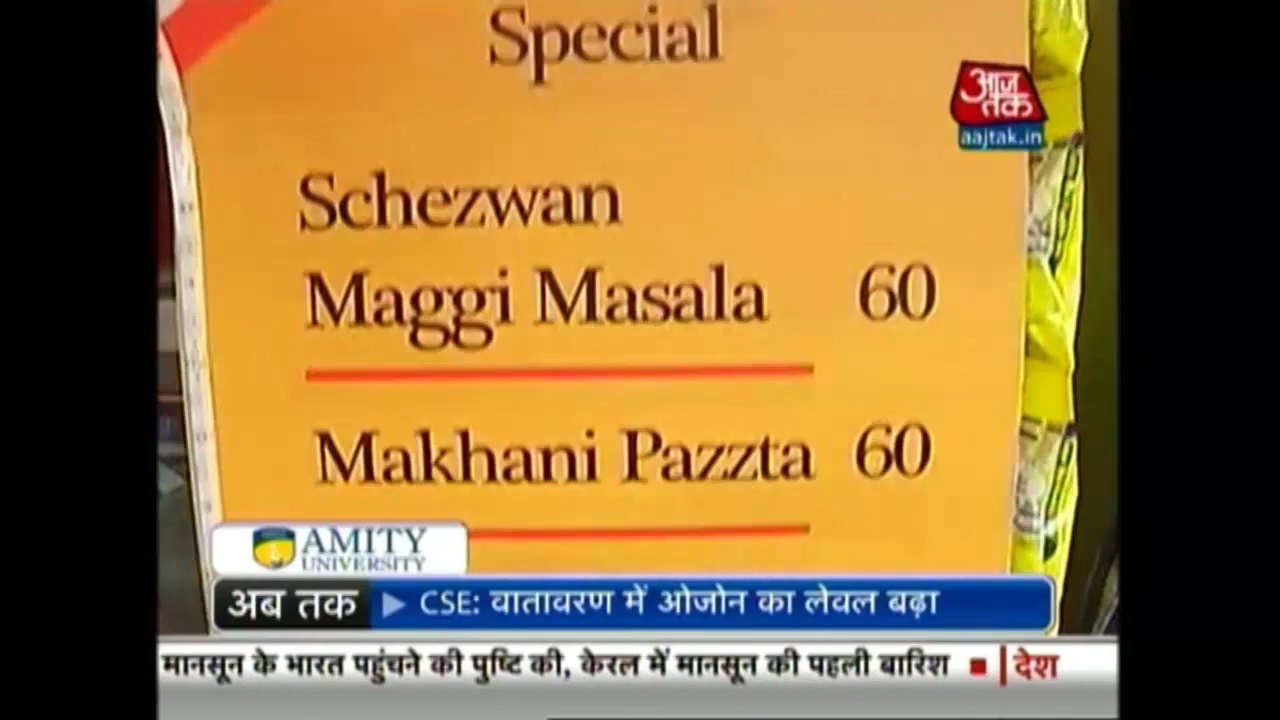 Special
आज तक
aajtak.in
Schezwan
Maggi Masala 60
Makhani Pazzta 60
AMITY
UNIVERSITY
अब तक CSE: वातावरण में ओजोन का लेवल बढ़ा
मानसून के भारत पहुंचने की पुष्टि की, केरल में मानसून की पहली बारिश ■ | देश